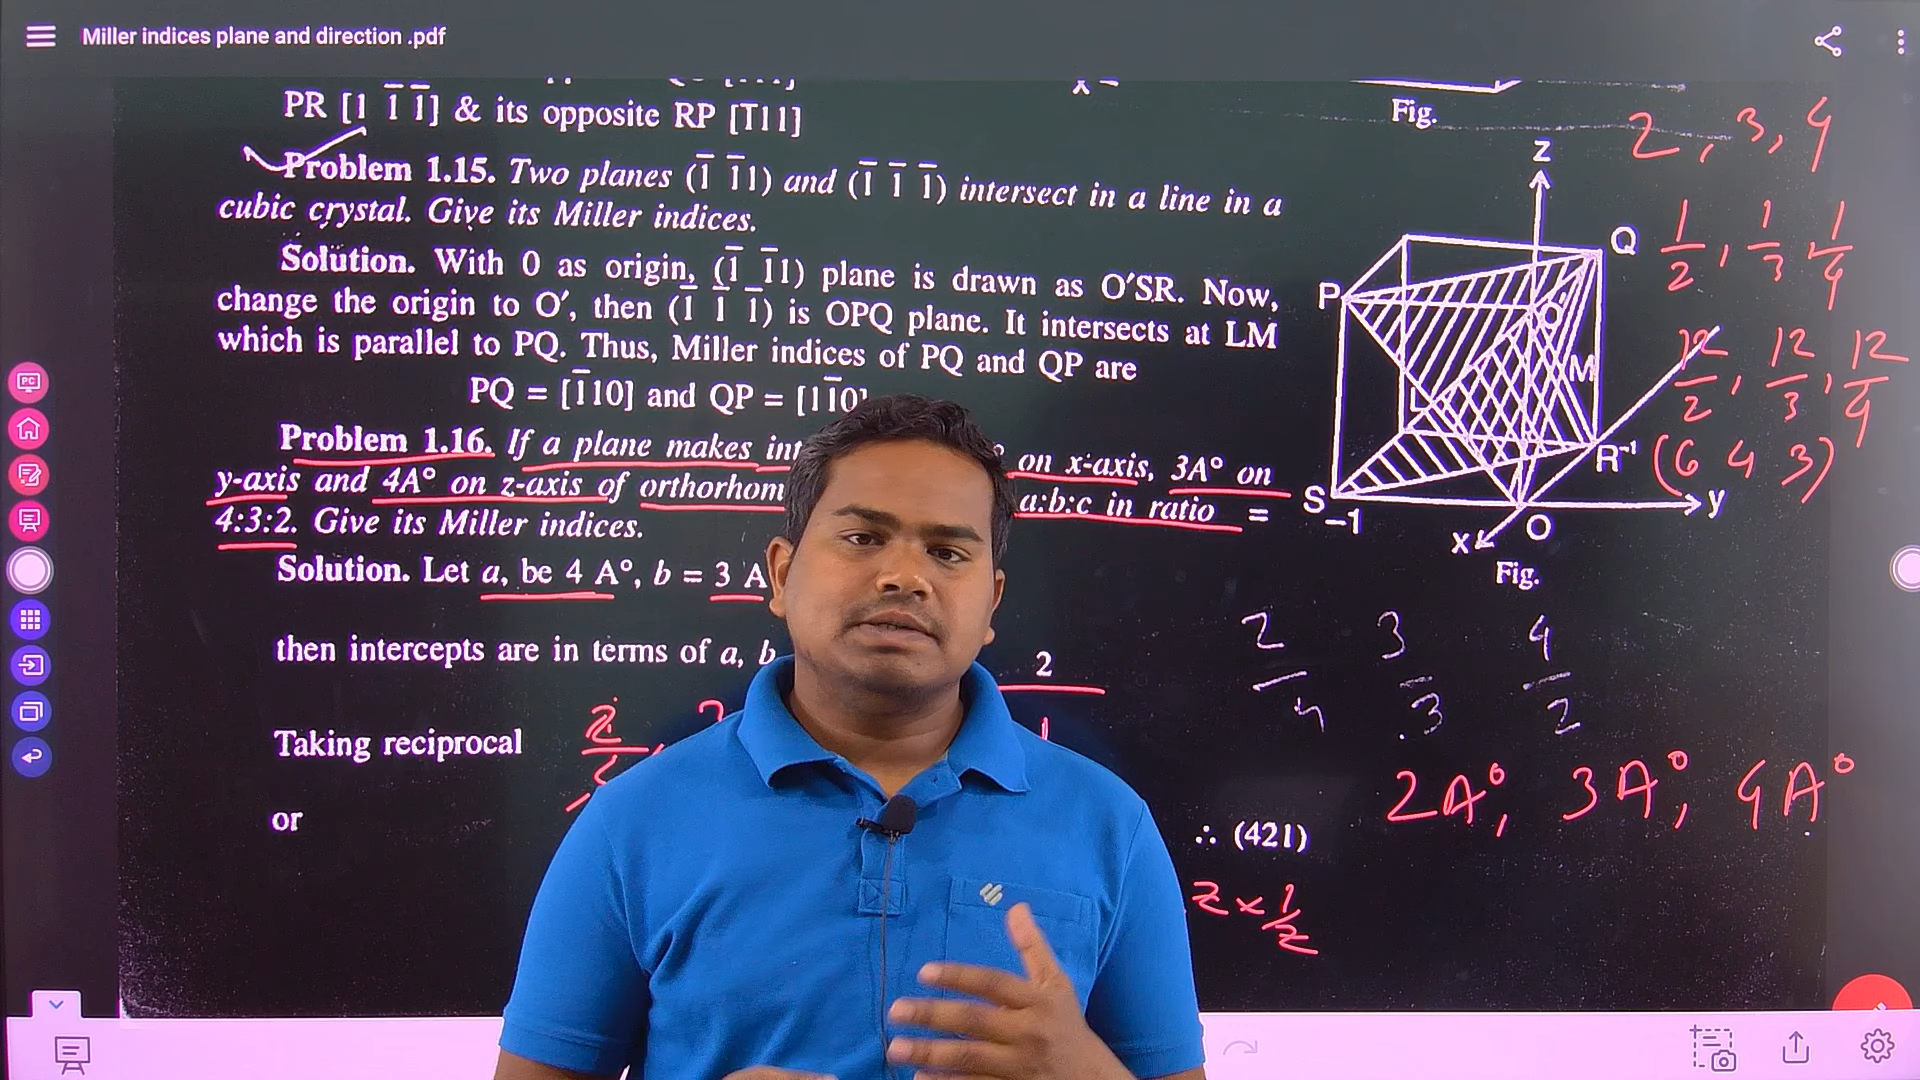 Miller indices plane and direction .pdf
PR [1 1̅ 1̅] & its opposite RP [1̅11]
x
Fig.
Problem 1.15. Two planes (1̅ 1̅1) and (1̅ 1̅ 1̅) intersect in a line in a
cubic crystal. Give its Miller indices.
Solution. With 0 as origin, (1̅ 1̅1) plane is drawn as O′SR. Now,
change the origin to O′, then (1̅ 1̅ 1̅) is OPQ plane. It intersects at LM
which is parallel to PQ. Thus, Miller indices of PQ and QP are
PQ = [1̅10] and QP = [11̅0]
Problem 1.16. If a plane makes int on x-axis, 3A° on
y-axis and 4A° on z-axis of orthorhom a:b:c in ratio =
4:3:2. Give its Miller indices.
Solution. Let a, be 4 A°, b = 3 A
then intercepts are in terms of a, b 2
Taking reciprocal
or
∴ (421)
z
Q
P
O′
M
R⁻¹
S
-1
O
y
x
Fig.
2, 3, 4
1/2, 1/3, 1/4
12/2, 12/3, 12/4
(6 4 3)
2/4 3/3 4/2
2A°, 3A°, 4A°
2 × 1/2
PC